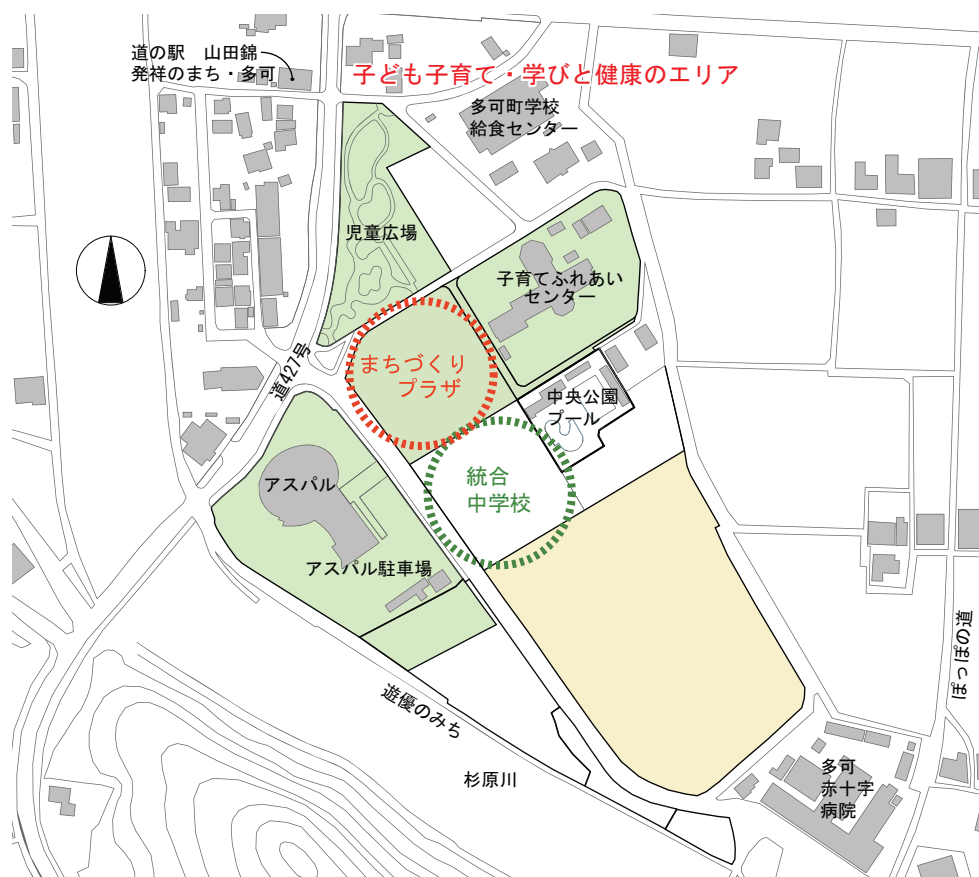 道の駅 山田錦
発祥のまち・多可
子ども子育て・学びと健康のエリア
多可町学校
給食センター
児童広場
子育てふれあい
センター
道427号
まちづくり
プラザ
中央公園
プール
アスパル
統合
中学校
アスパル駐車場
ぽっぽの道
遊優のみち
杉原川
多可
赤十字
病院